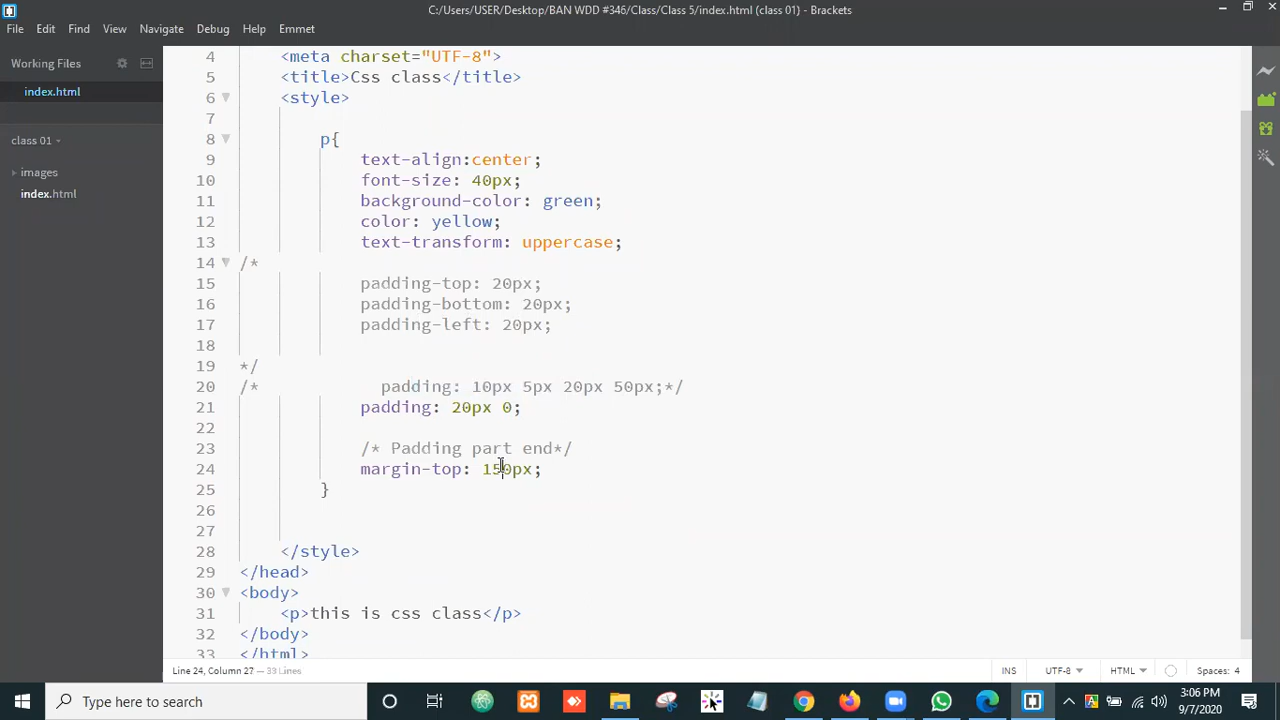 C:/Users/USER/Desktop/BAN WDD #346/Class/Class 5/index.html (class 01) - Brackets
File Edit Find View Navigate Debug Help Emmet
Working Files
index.html
class 01
images
index.html
4 <meta charset="UTF-8">
5 <title>Css class</title>
6 <style>
7
8 p{
9 text-align:center;
10 font-size: 40px;
11 background-color: green;
12 color: yellow;
13 text-transform: uppercase;
14 /*
15 padding-top: 20px;
16 padding-bottom: 20px;
17 padding-left: 20px;
18
19 */
20 /* padding: 10px 5px 20px 50px;*/
21 padding: 20px 0;
22
23 /* Padding part end*/
24 margin-top: 150px;
25 }
26
27
28 </style>
29 </head>
30 <body>
31 <p>this is css class</p>
32 </body>
33 </html>
Line 24, Column 27 — 33 Lines
INS UTF-8 HTML Spaces: 4
Type here to search
3:06 PM
9/7/2020